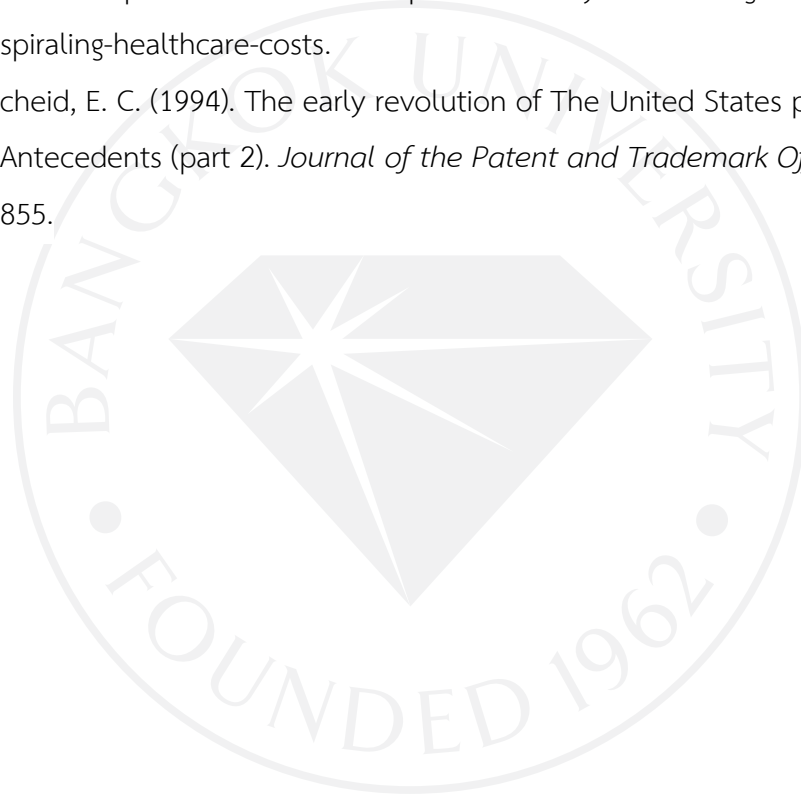 spiraling-healthcare-costs.
cheid, E. C. (1994). The early revolution of The United States
Antecedents (part 2). Journal of the Patent and Trademark
855.
BANGKOK UNIVERSITY
FOUNDED 1962